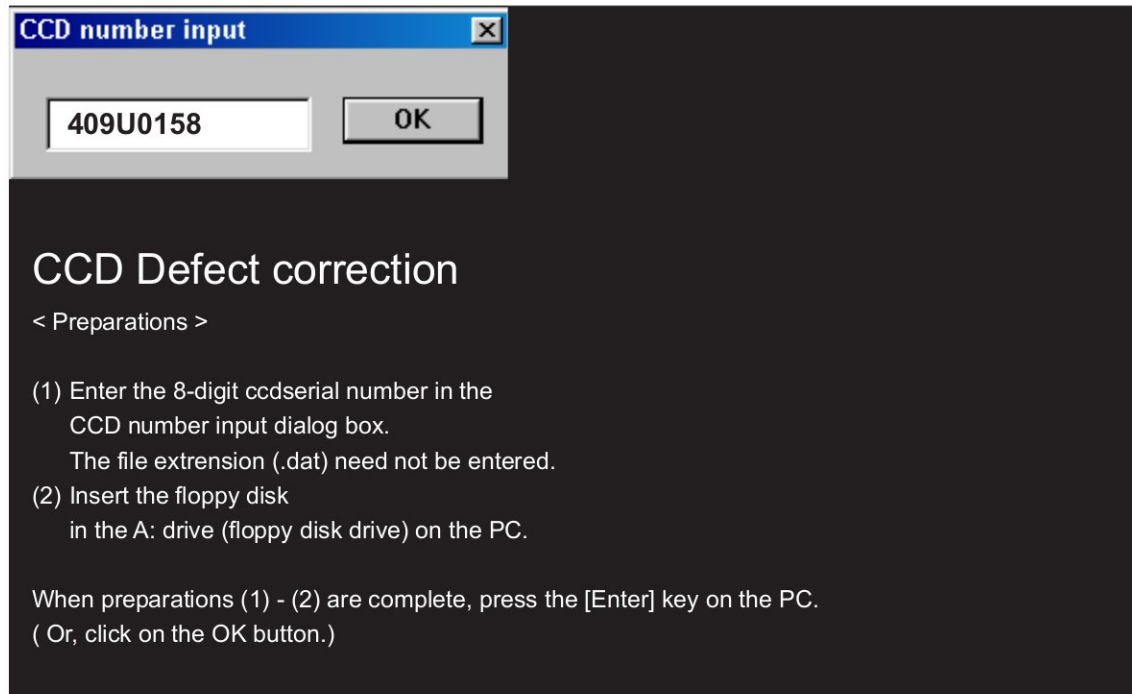 CCD number input
409U0158
OK
CCD Defect correction
< Preparations >
(1) Enter the 8-digit ccdserial number in the
CCD number input dialog box.
The file extrension (.dat) need not be entered.
(2) Insert the floppy disk
in the A: drive (floppy disk drive) on the PC.
When preparations (1) - (2) are complete, press the [Enter] key on the PC.
( Or, click on the OK button.)